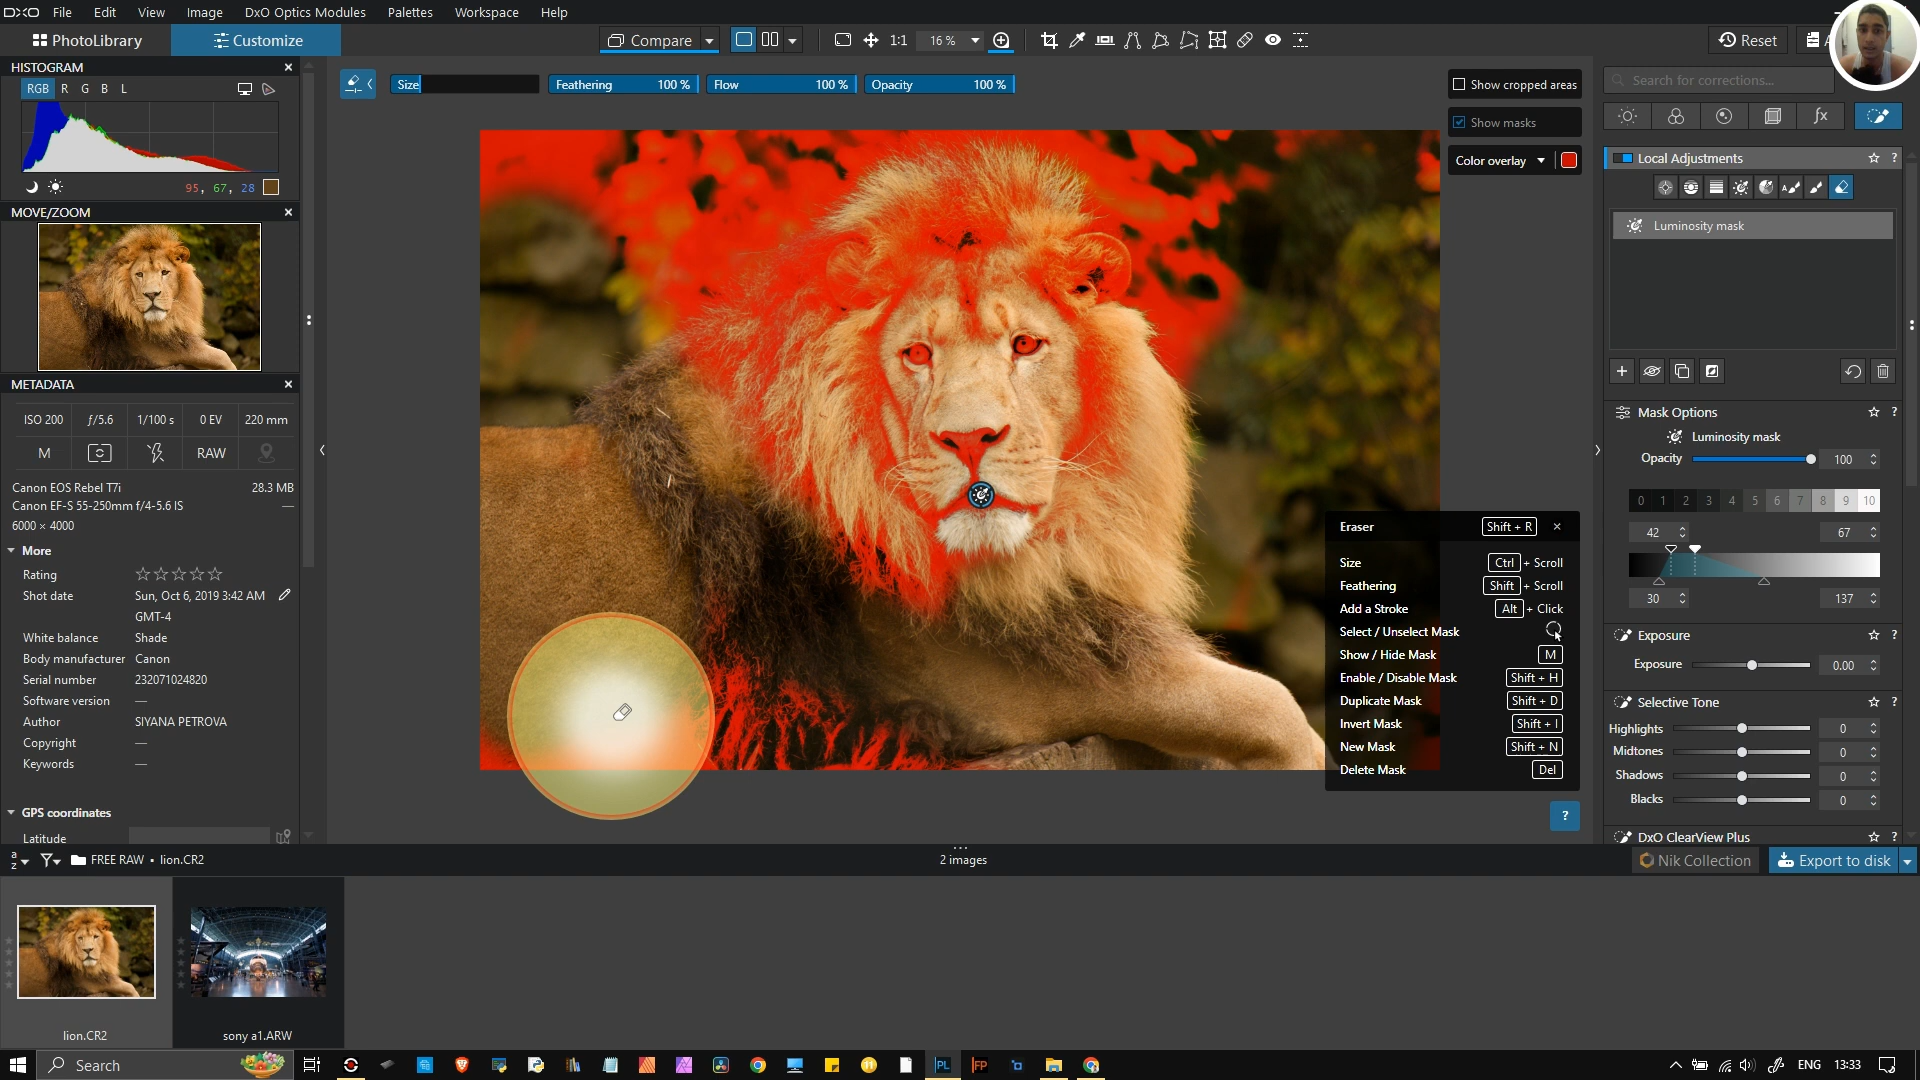 DXO File Edit View Image DxO Optics Modules Palettes Workspace Help
PhotoLibrary Customize Compare 1:1 16 % Reset
HISTOGRAM
RGB R G B L
95, 67, 28
MOVE/ZOOM
METADATA
ISO 200 ƒ/5.6 1/100 s 0 EV 220 mm
M RAW
Canon EOS Rebel T7i 28.3 MB
Canon EF-S 55-250mm f/4-5.6 IS —
6000 × 4000
More
Rating
Shot date Sun, Oct 6, 2019 3:42 AM
GMT-4
White balance Shade
Body manufacturer Canon
Serial number 232071024820
Software version —
Author SIYANA PETROVA
Copyright —
Keywords —
GPS coordinates
Latitude
Size Feathering 100 % Flow 100 % Opacity 100 %
Show cropped areas
Show masks
Color overlay
Eraser Shift + R
Size Ctrl + Scroll
Feathering Shift + Scroll
Add a Stroke Alt + Click
Select / Unselect Mask
Show / Hide Mask M
Enable / Disable Mask Shift + H
Duplicate Mask Shift + D
Invert Mask Shift + I
New Mask Shift + N
Delete Mask Del
?
Search for corrections...
fx
Local Adjustments ?
Luminosity mask
Mask Options ?
Luminosity mask
Opacity 100
0 1 2 3 4 5 6 7 8 9 10
42 67
30 137
Exposure ?
Exposure 0.00
Selective Tone ?
Highlights 0
Midtones 0
Shadows 0
Blacks 0
DxO ClearView Plus ?
FREE RAW • lion.CR2 2 images Nik Collection Export to disk
lion.CR2 sony a1.ARW
Search PL FP ENG 13:33